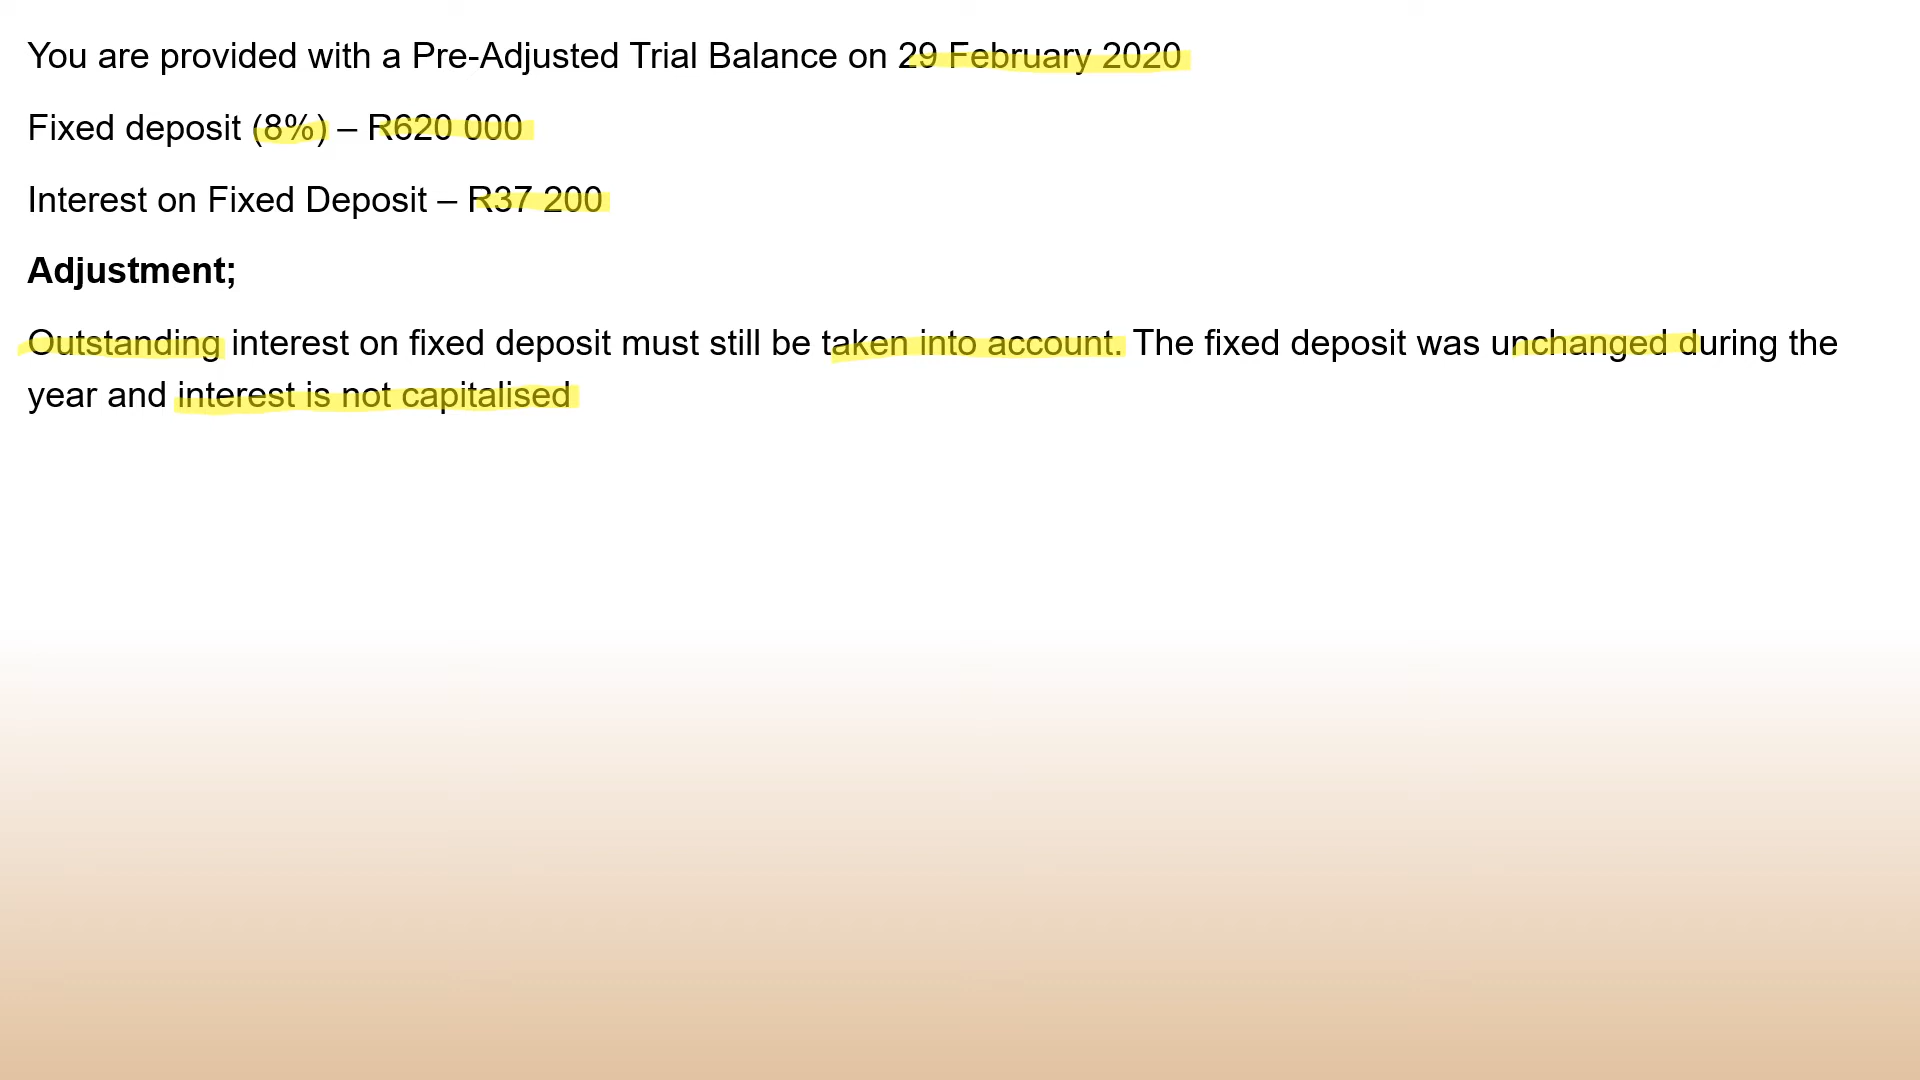 You are provided with a Pre-Adjusted Trial Balance on 29 February 2020
Fixed deposit (8%) – R620 000
Interest on Fixed Deposit – R37 200
Adjustment;
Outstanding interest on fixed deposit must still be taken into account. The fixed deposit was unchanged during the
year and interest is not capitalised